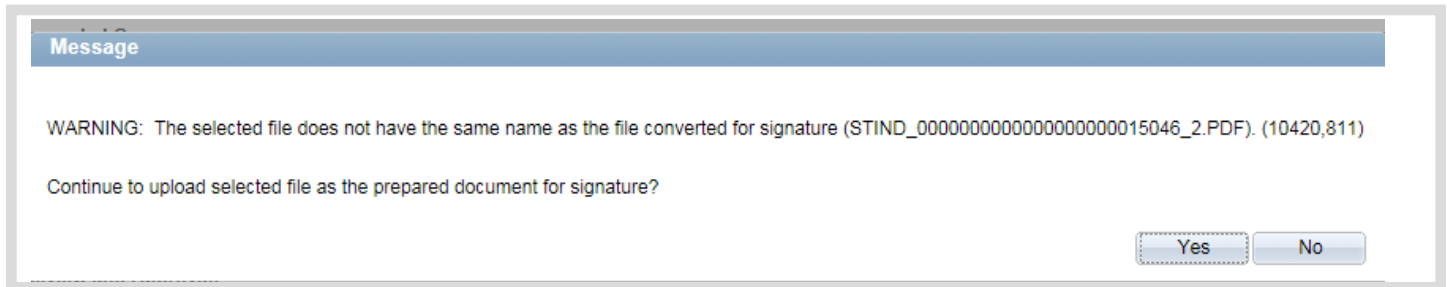 Message
WARNING:  The selected file does not have the same name as the file converted for signature (STIND_0000000000000000000015046_2.PDF). (10420,811)
Continue to upload selected file as the prepared document for signature?
Yes
No